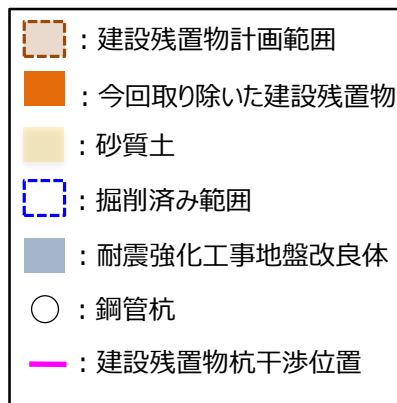 ：建設残置物計画範囲
：今回取り除いた建設残置物
：砂質土
：掘削済み範囲
：耐震強化工事地盤改良体
：鋼管杭
：建設残置物杭干渉位置